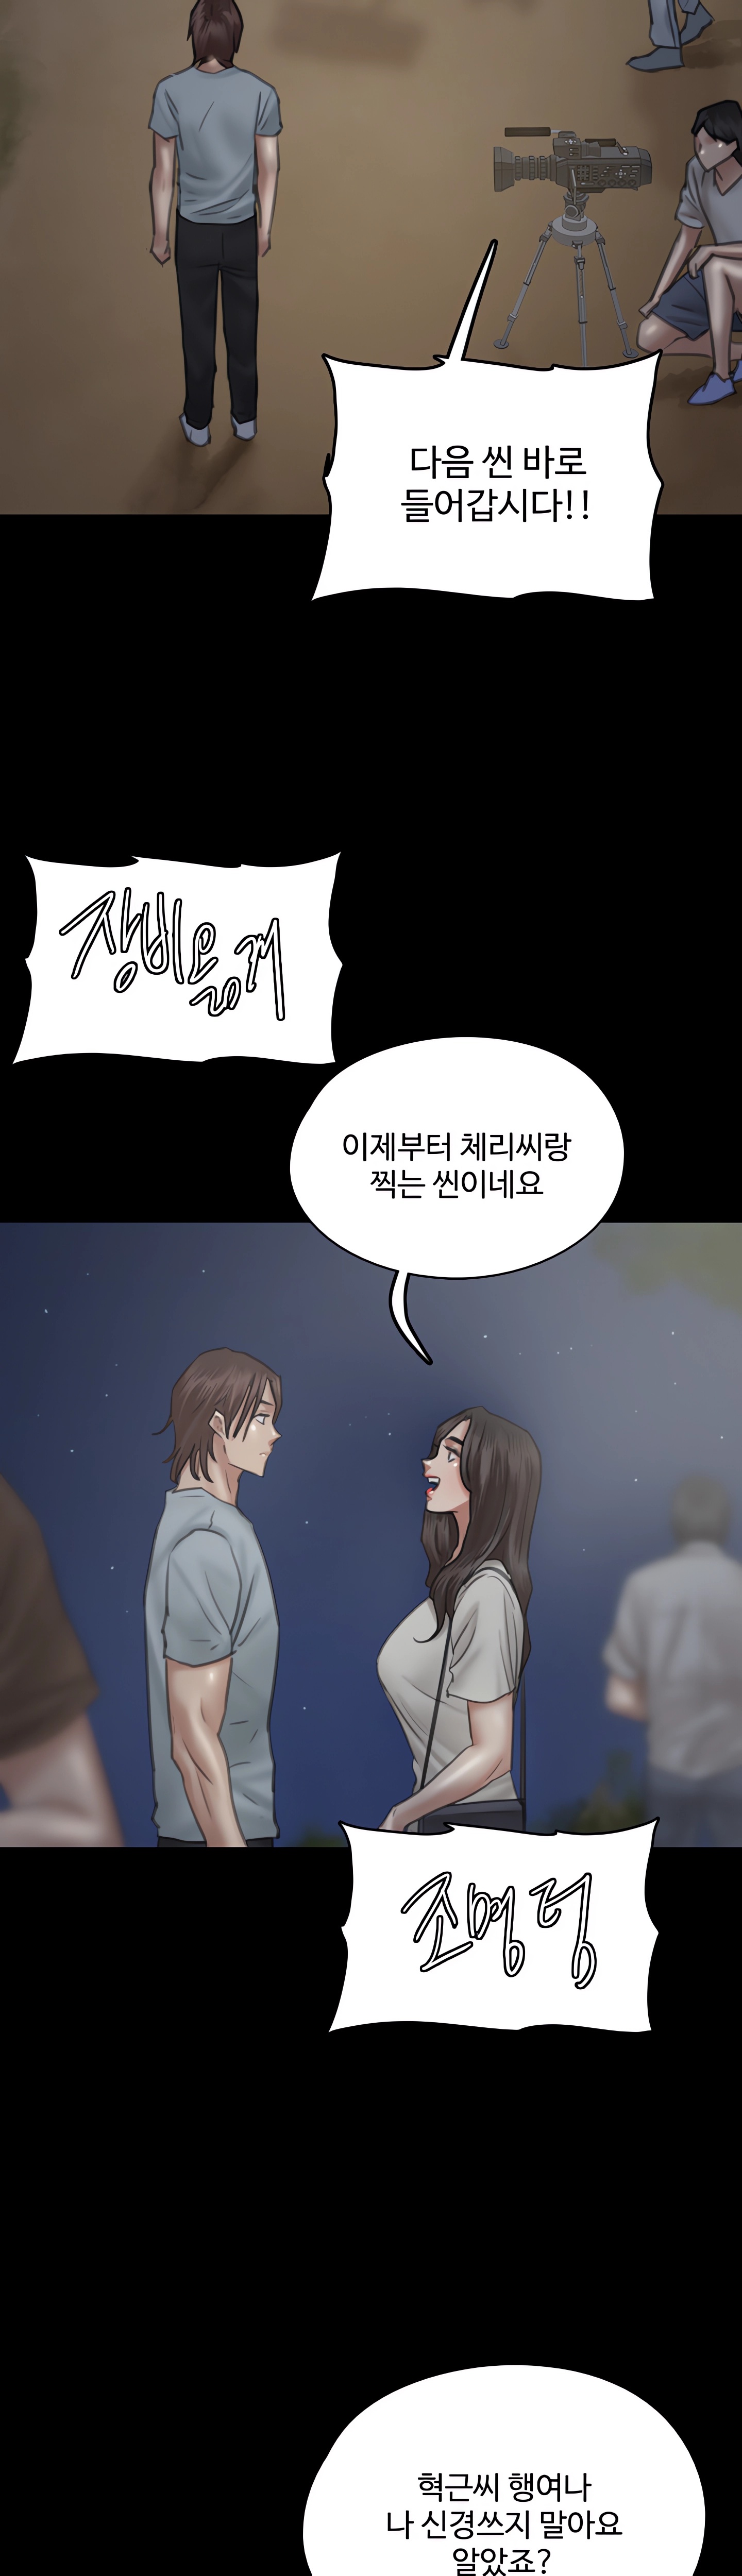 다음 씬 바로
들어갑시다!!
장비 옮겨
이제부터 체리씨랑
찍는 씬이네요
조명 텅
혁근씨 행여나
나 신경쓰지 말아요
알았죠?